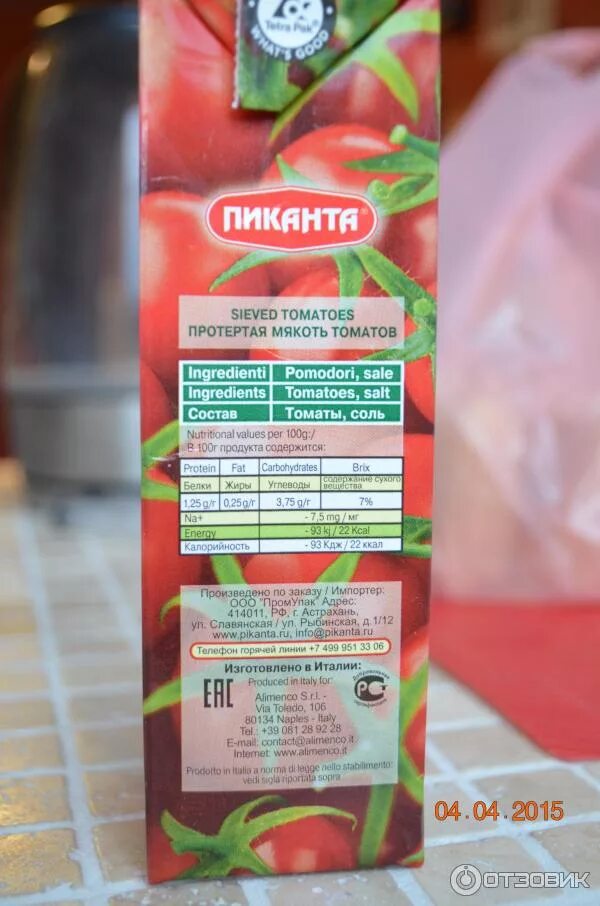 Tetra Pak®
WHAT'S GOOD
ПИКАНТА®
SIEVED TOMATOES
ПРОТЕРТАЯ МЯКОТЬ ТОМАТОВ
Ingredienti Pomodori, sale
Ingredients Tomatoes, salt
Состав Томаты, соль
Nutritional values per 100g:/
В 100г продукта содержится:
Protein Fat Carbohydrates Brix
Белки Жиры Углеводы содержание сухого вещества
1,25 g/г 0,25 g/г 3,75 g/г 7%
Na+ - 7,5 mg / мг
Energy - 93 kj / 22 Kcal
Калорийность - 93 Кдж / 22 ккал
Произведено по заказу / Импортер:
ООО "ПромУпак" Адрес:
414011, РФ, г. Астрахань,
ул. Славянская / ул. Рыбинская, д.1/12
www.pikanta.ru, info@pikanta.ru
Телефон горячей линии +7 499 951 33 06
Изготовлено в Италии:
Produced in Italy for:
Alimenco S.r.l. -
Via Toledo, 106
80134 Naples - Italy
Tel.: +39 081 28 92 28
E-mail: contact@alimenco.it
Internet: www.alimenco.it
ЕАС
Добровольная
РСТ
сертификация
Prodotto in Italia a norma di legge nello stabilimento:
vedi sigla riportata sopra
04.04.2015
ОТЗОВИК